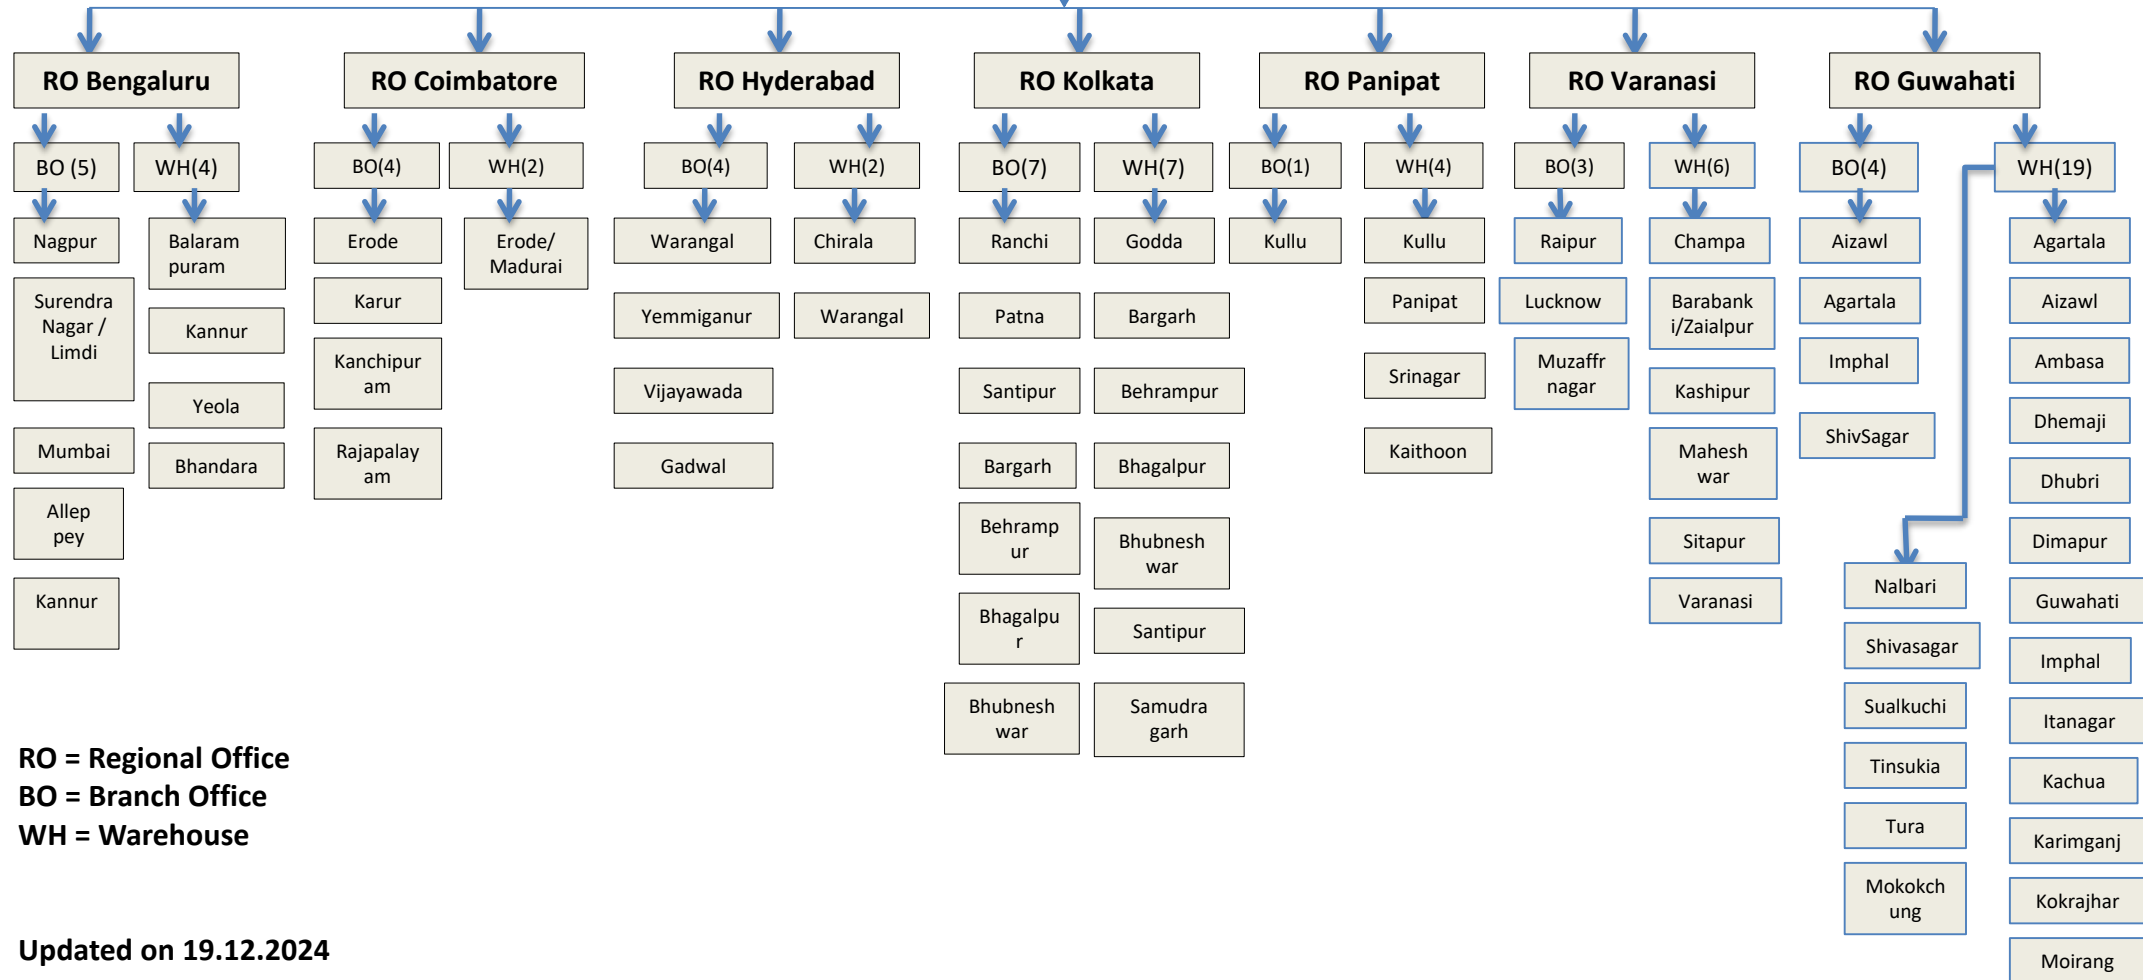 RO Bengaluru
RO Coimbatore
RO Hyderabad
RO Kolkata
RO Panipat
RO Varanasi
RO Guwahati
BO (5)
WH(4)
BO(4)
WH(2)
BO(4)
WH(2)
BO(7)
WH(7)
BO(1)
WH(4)
BO(3)
WH(6)
BO(4)
WH(19)
Nagpur
Surendra
Nagar /
Limdi
Mumbai
Allep
pey
Kannur
Balaram
puram
Kannur
Yeola
Bhandara
Erode
Karur
Kanchipur
am
Rajapalay
am
Erode/
Madurai
Warangal
Yemmiganur
Vijayawada
Gadwal
Chirala
Warangal
Ranchi
Patna
Santipur
Bargarh
Behramp
ur
Bhagalpu
r
Bhubnesh
war
Godda
Bargarh
Behrampur
Bhagalpur
Bhubnesh
war
Santipur
Samudra
garh
Kullu
Kullu
Panipat
Srinagar
Kaithoon
Raipur
Lucknow
Muzaffr
nagar
Champa
Barabank
i/Zaialpur
Kashipur
Mahesh
war
Sitapur
Varanasi
Aizawl
Agartala
Imphal
ShivSagar
Agartala
Aizawl
Ambasa
Dhemaji
Dhubri
Dimapur
Guwahati
Imphal
Itanagar
Kachua
Karimganj
Kokrajhar
Moirang
Nalbari
Shivasagar
Sualkuchi
Tinsukia
Tura
Mokokch
ung
RO = Regional Office
BO = Branch Office
WH = Warehouse
Updated on 19.12.2024